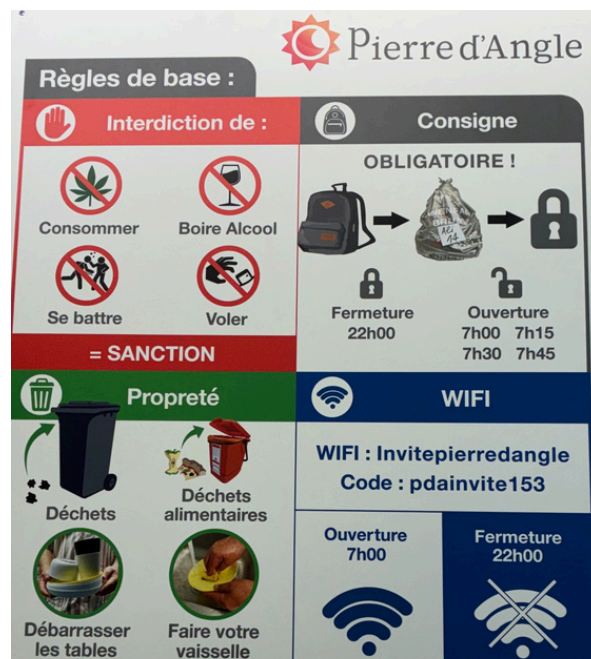 Pierre d'Angle
Règles de base :
Interdiction de :
Consommer
Boire Alcool
Se battre
Voler
= SANCTION
Consigne
OBLIGATOIRE !
Fermeture
22h00
Ouverture
7h00 7h15
7h30 7h45
Propreté
Déchets
Déchets
alimentaires
Débarrasser
les tables
Faire votre
vaisselle
WIFI
WIFI : Invitepierredangle
Code : pdainvite153
Ouverture
7h00
Fermeture
22h00